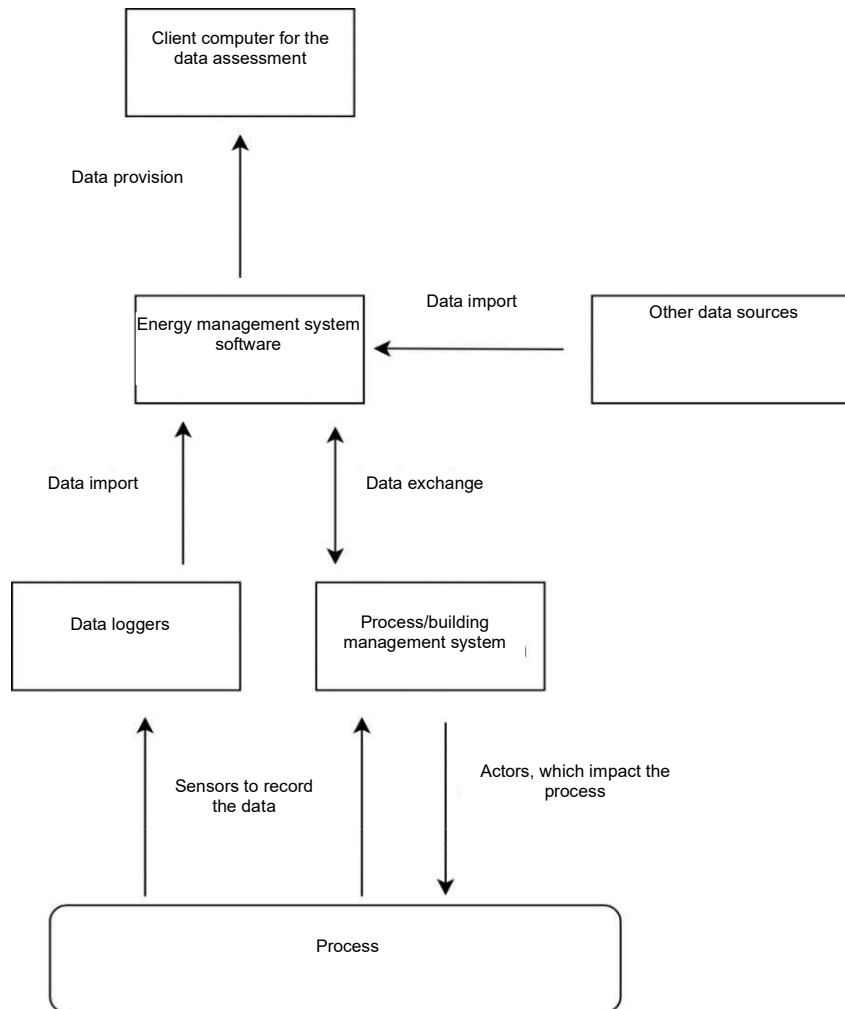 Client computer for the
data assessment
Data provision
Data import
Other data sources
Energy management system
software
Data import
Data exchange
Data loggers
Process/building
management system
Sensors to record
the data
Actors, which impact the
process
Process